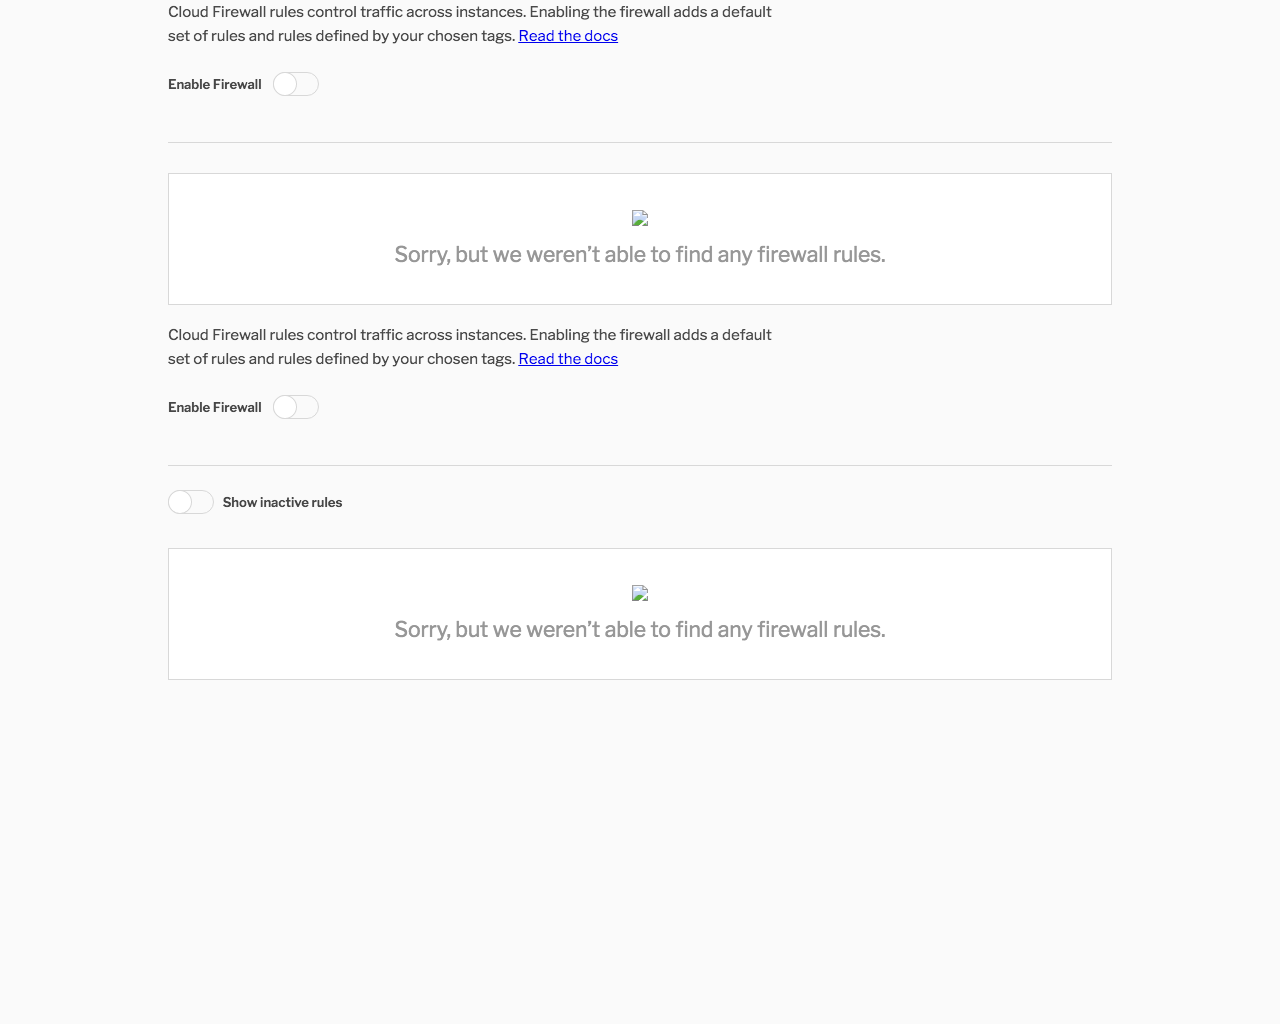 Cloud Firewall rules control traffic across instances. Enabling the firewall adds a default
set of rules and rules defined by your chosen tags. Read the docs
Enable Firewall
Sorry, but we weren’t able to find any firewall rules.
Cloud Firewall rules control traffic across instances. Enabling the firewall adds a default
set of rules and rules defined by your chosen tags. Read the docs
Enable Firewall
Show inactive rules
Sorry, but we weren’t able to find any firewall rules.